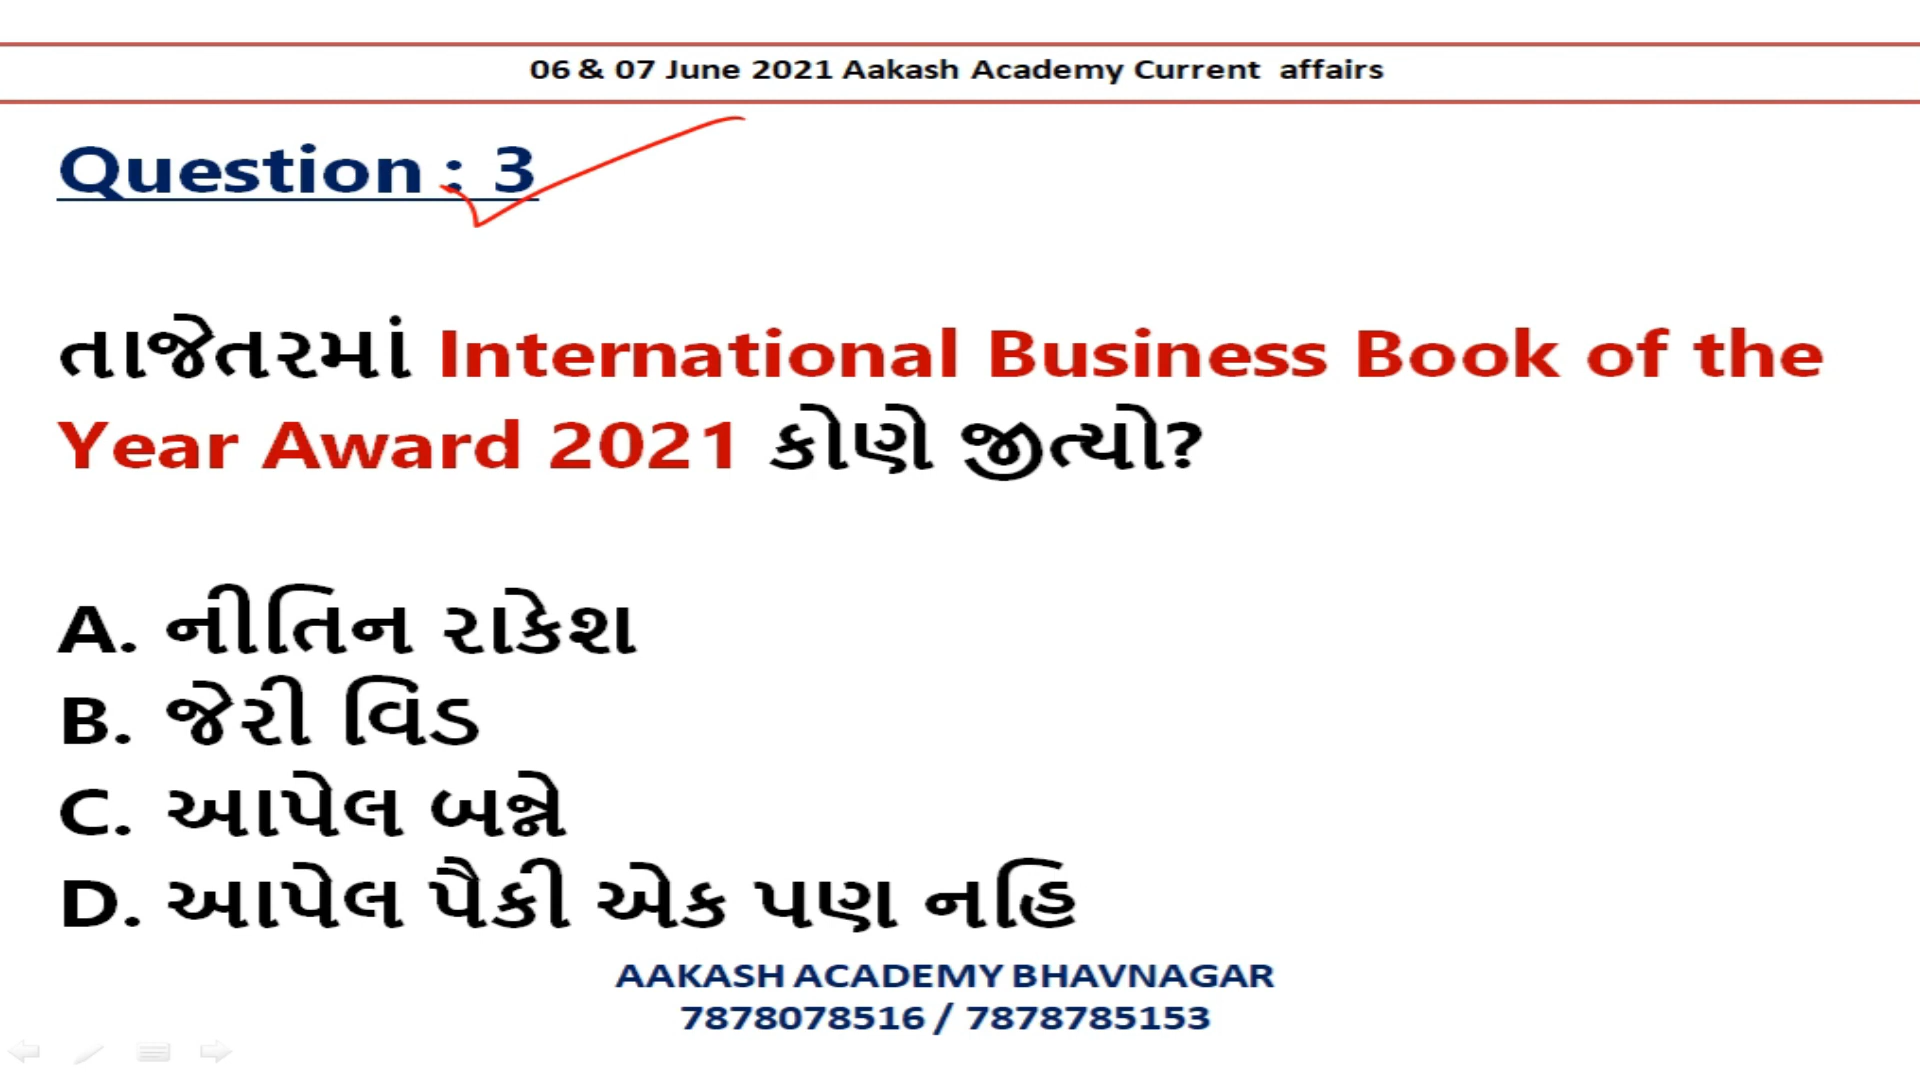 06 & 07 June 2021 Aakash Academy Current  affairs
Question : 3
તાજેતરમાં International Business Book of the
Year Award 2021 કોણે જીત્યો?
A. નીતિન રાકેશ
B. જેરી વિંડ
C. આપેલ બન્ને
D. આપેલ પૈકી એક પણ નહિ
AAKASH ACADEMY BHAVNAGAR
7878078516 / 7878785153